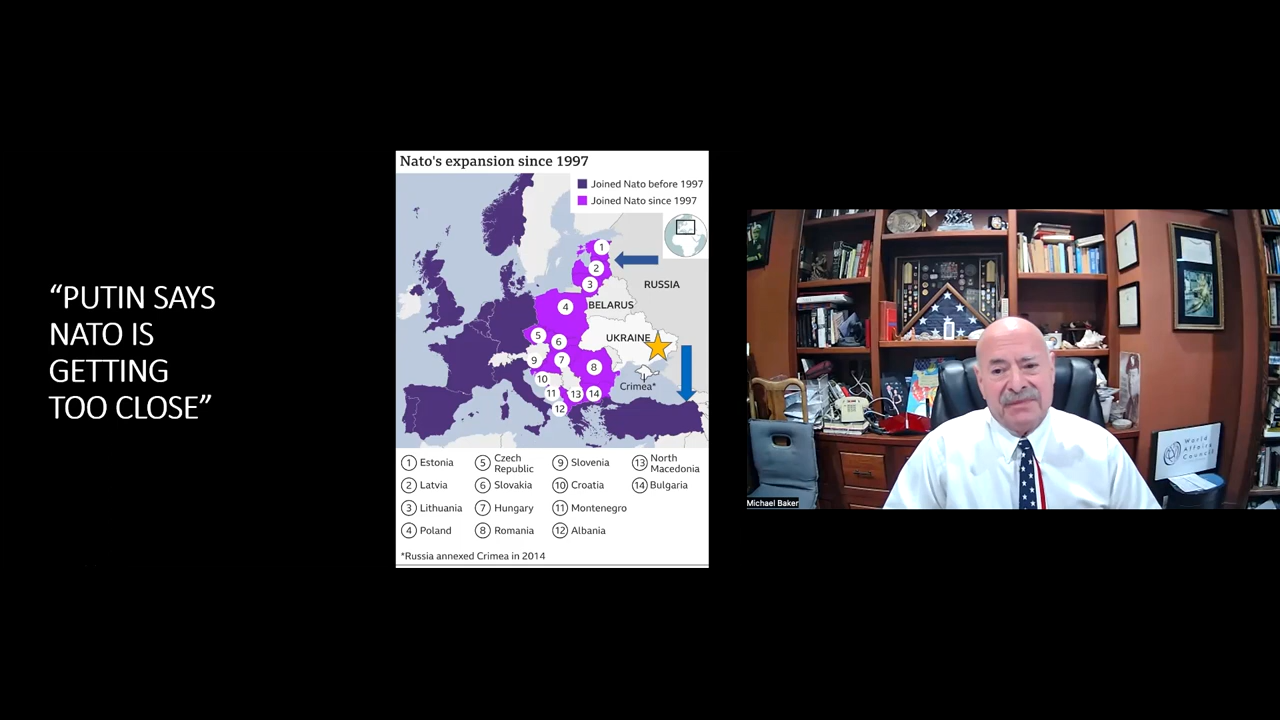 “PUTIN SAYS
NATO IS
GETTING
TOO CLOSE”
Nato's expansion since 1997
Joined Nato before 1997
Joined Nato since 1997
1
2
3
RUSSIA
BELARUS
4
UKRAINE
5
6
7
8
9
10
Crimea*
11
12
13
14
1 Estonia
2 Latvia
3 Lithuania
4 Poland
5 Czech
Republic
6 Slovakia
7 Hungary
8 Romania
9 Slovenia
10 Croatia
11 Montenegro
12 Albania
13 North
Macedonia
14 Bulgaria
*Russia annexed Crimea in 2014
World
Affairs
Council
Michael Baker